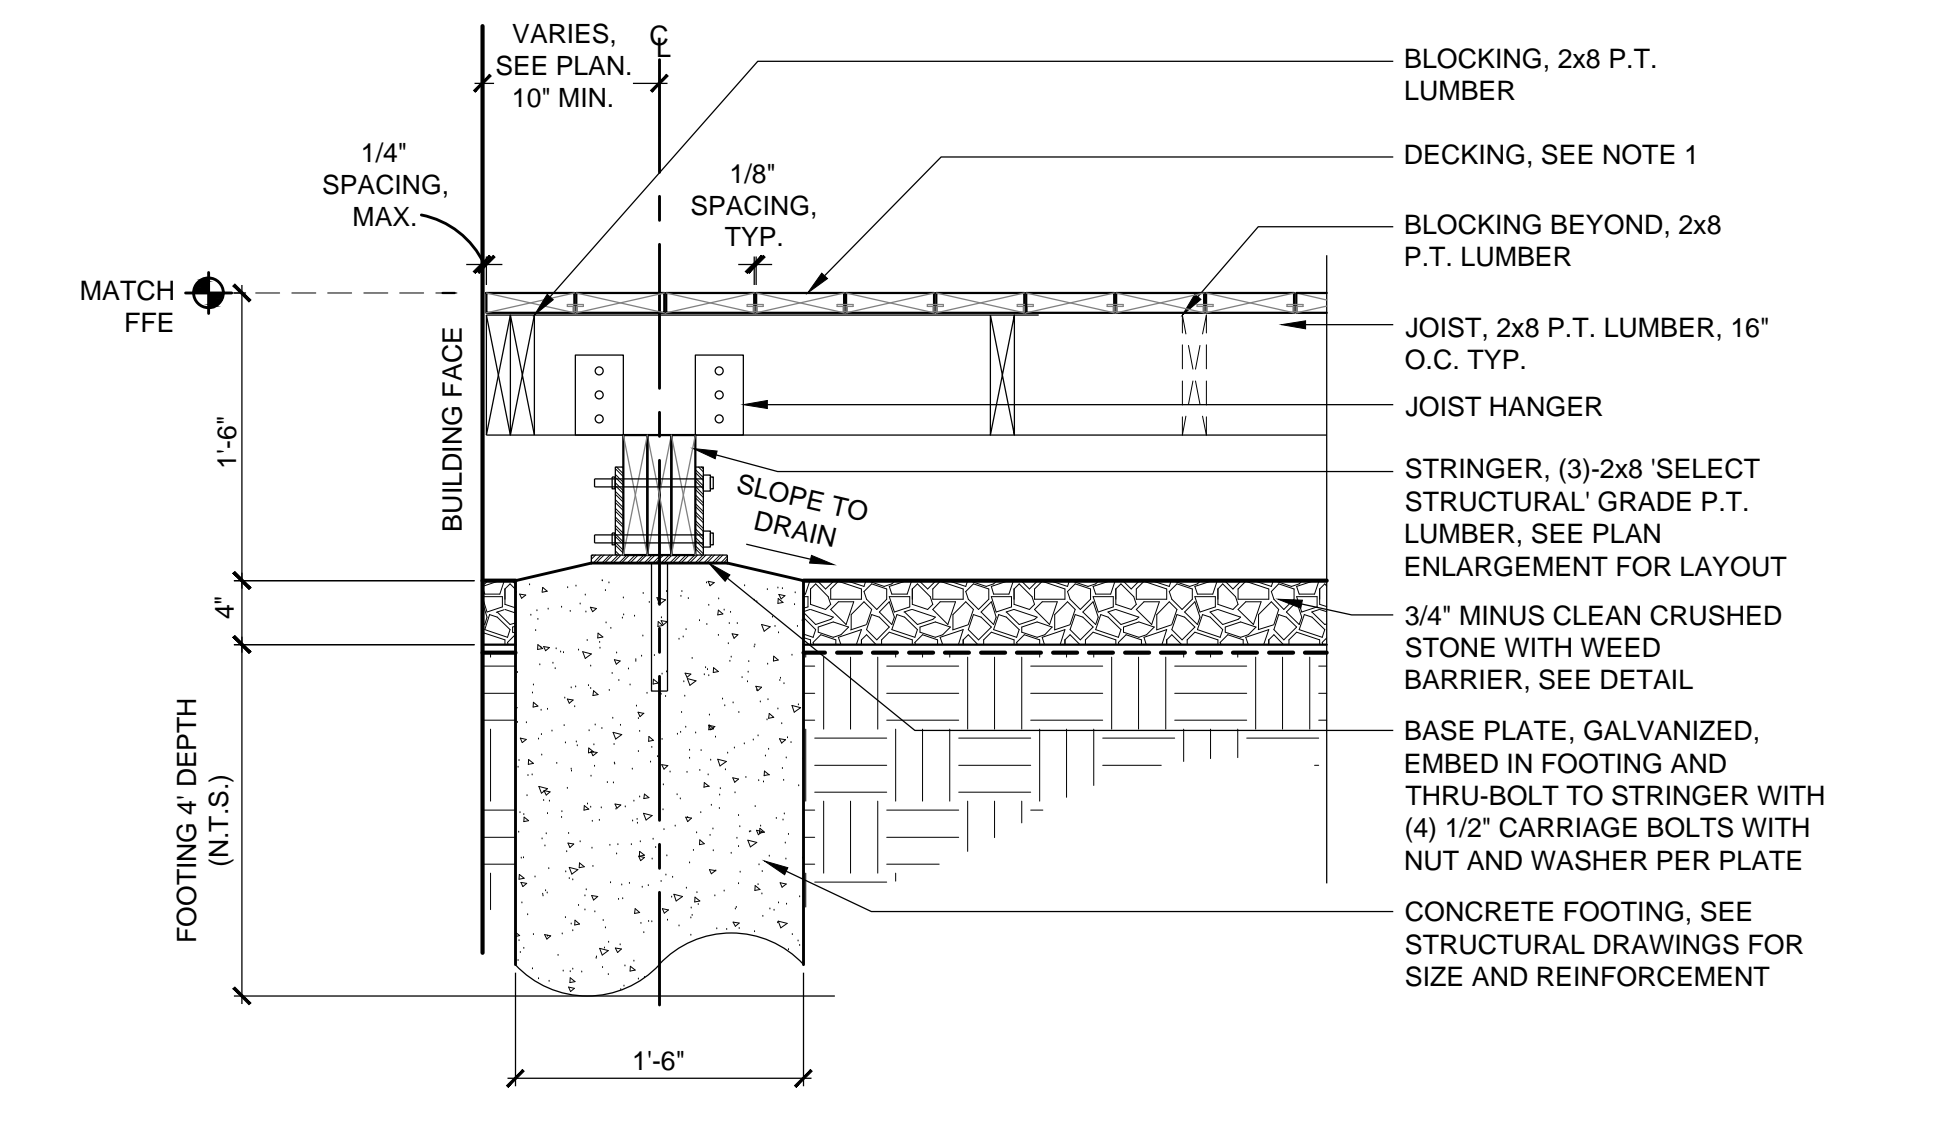 VARIES,
SEE PLAN.
10" MIN.
CL
1/4"
SPACING,
MAX.
1/8"
SPACING,
TYP.
MATCH
FFE
BUILDING FACE
1'-6"
4"
FOOTING 4' DEPTH
(N.T.S.)
SLOPE TO
DRAIN
1'-6"
BLOCKING, 2x8 P.T.
LUMBER
DECKING, SEE NOTE 1
BLOCKING BEYOND, 2x8
P.T. LUMBER
JOIST, 2x8 P.T. LUMBER, 16"
O.C. TYP.
JOIST HANGER
STRINGER, (3)-2x8 'SELECT
STRUCTURAL' GRADE P.T.
LUMBER, SEE PLAN
ENLARGEMENT FOR LAYOUT
3/4" MINUS CLEAN CRUSHED
STONE WITH WEED
BARRIER, SEE DETAIL
BASE PLATE, GALVANIZED,
EMBED IN FOOTING AND
THRU-BOLT TO STRINGER WITH
(4) 1/2" CARRIAGE BOLTS WITH
NUT AND WASHER PER PLATE
CONCRETE FOOTING, SEE
STRUCTURAL DRAWINGS FOR
SIZE AND REINFORCEMENT